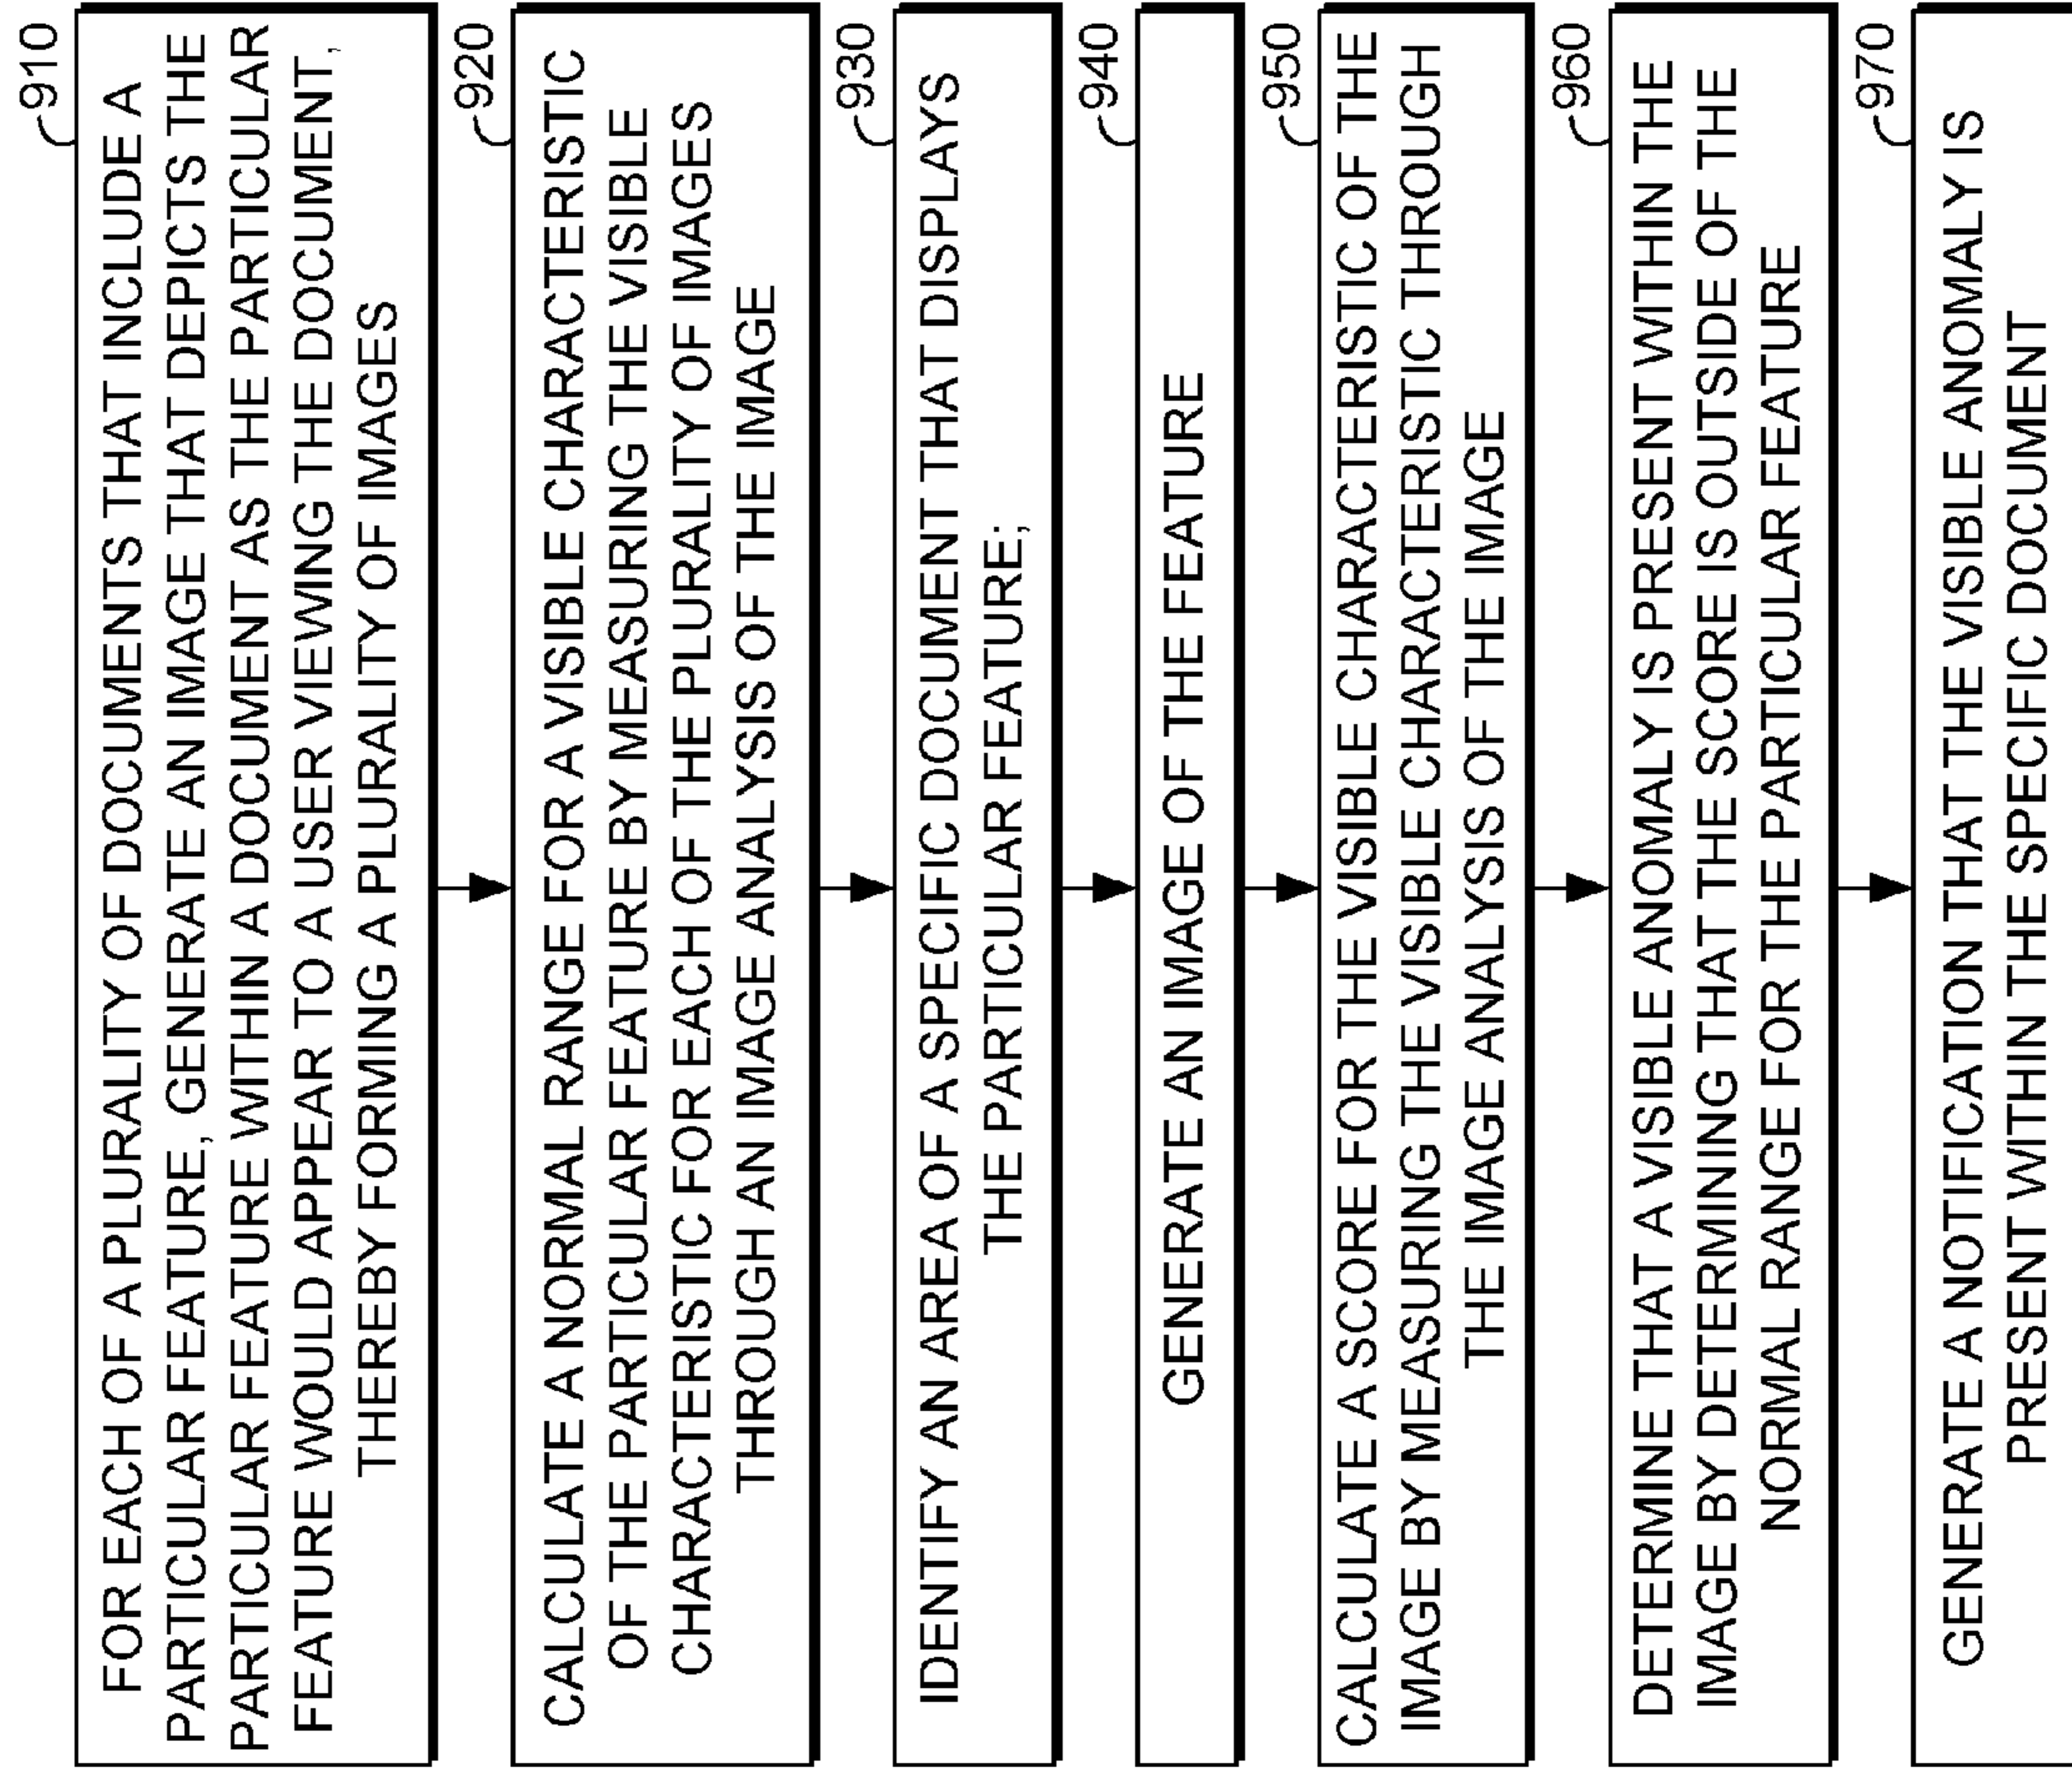 910
FOR EACH OF A PLURALITY OF DOCUMENTS THAT INCLUDE A
PARTICULAR FEATURE, GENERATE AN IMAGE THAT DEPICTS THE
PARTICULAR FEATURE WITHIN A DOCUMENT AS THE PARTICULAR
FEATURE WOULD APPEAR TO A USER VIEWING THE DOCUMENT,
THEREBY FORMING A PLURALITY OF IMAGES
920
CALCULATE A NORMAL RANGE FOR A VISIBLE CHARACTERISTIC
OF THE PARTICULAR FEATURE BY MEASURING THE VISIBLE
CHARACTERISTIC FOR EACH OF THE PLURALITY OF IMAGES
THROUGH AN IMAGE ANALYSIS OF THE IMAGE
930
IDENTIFY AN AREA OF A SPECIFIC DOCUMENT THAT DISPLAYS
THE PARTICULAR FEATURE;
940
GENERATE AN IMAGE OF THE FEATURE
950
CALCULATE A SCORE FOR THE VISIBLE CHARACTERISTIC OF THE
IMAGE BY MEASURING THE VISIBLE CHARACTERISTIC THROUGH
THE IMAGE ANALYSIS OF THE IMAGE
960
DETERMINE THAT A VISIBLE ANOMALY IS PRESENT WITHIN THE
IMAGE BY DETERMINING THAT THE SCORE IS OUTSIDE OF THE
NORMAL RANGE FOR THE PARTICULAR FEATURE
970
GENERATE A NOTIFICATION THAT THE VISIBLE ANOMALY IS
PRESENT WITHIN THE SPECIFIC DOCUMENT